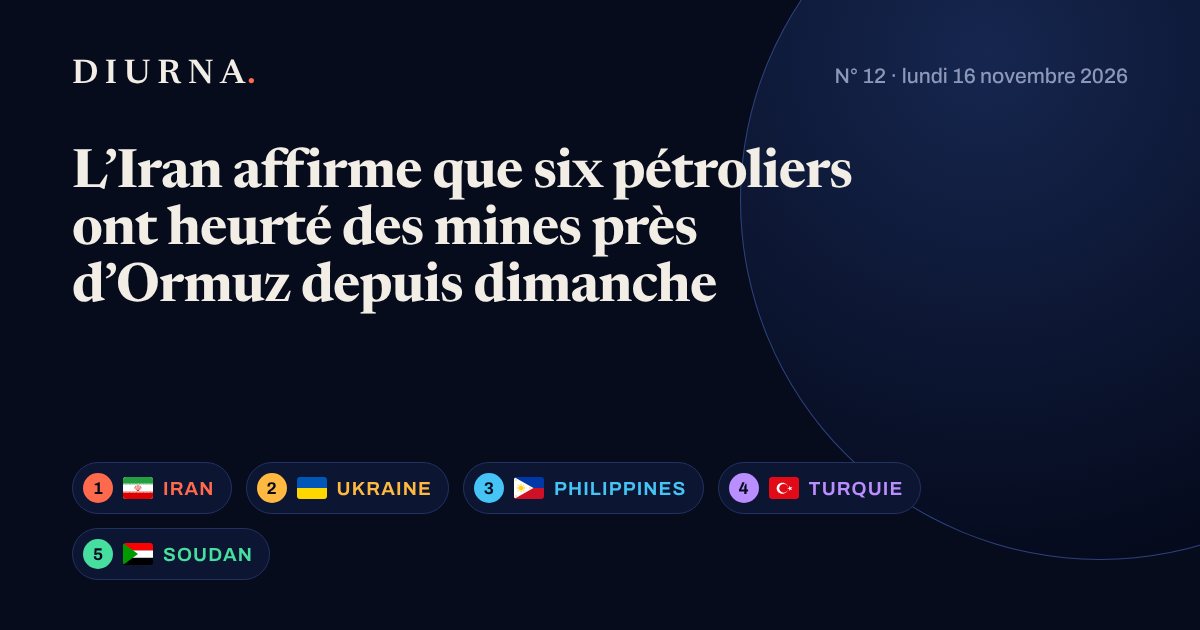 DIURNA.
N° 12 · lundi 16 novembre 2026
L’Iran affirme que six pétroliers
ont heurté des mines près
d’Ormuz depuis dimanche
1 IRAN
2 UKRAINE
3 PHILIPPINES
4 TURQUIE
5 SOUDAN